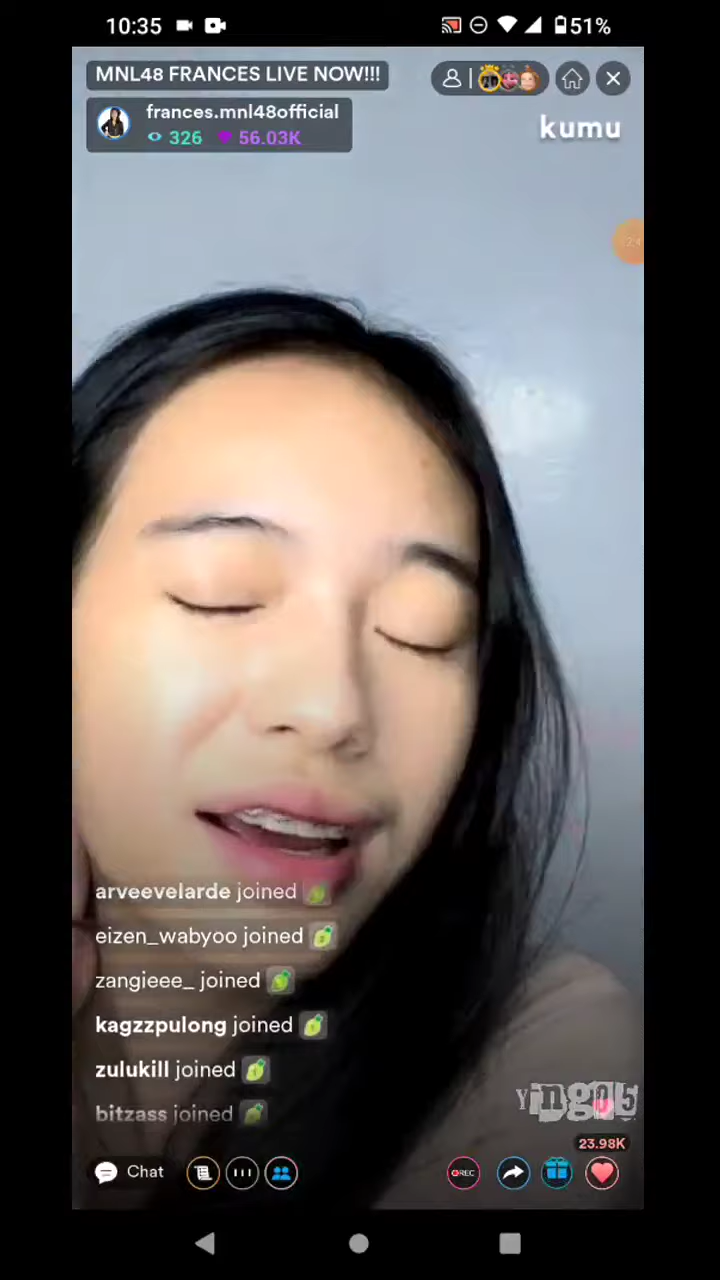 10:35
51%
MNL48 FRANCES LIVE NOW!!!
frances.mnl48official
326 56.03K
kumu
arveevelarde joined
eizen_wabyoo joined
zangieee_ joined
kagzzpulong joined
zulukill joined
bitzass joined
23.98K
Chat
REC